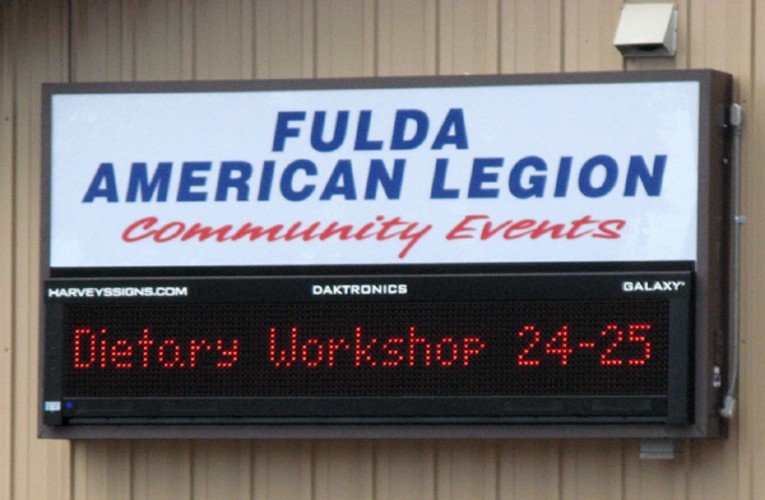 FULDA
AMERICAN LEGION
Community Events
HARVEYSSIGNS.COM DAKTRONICS GALAXY®
Dietary Workshop 24-25